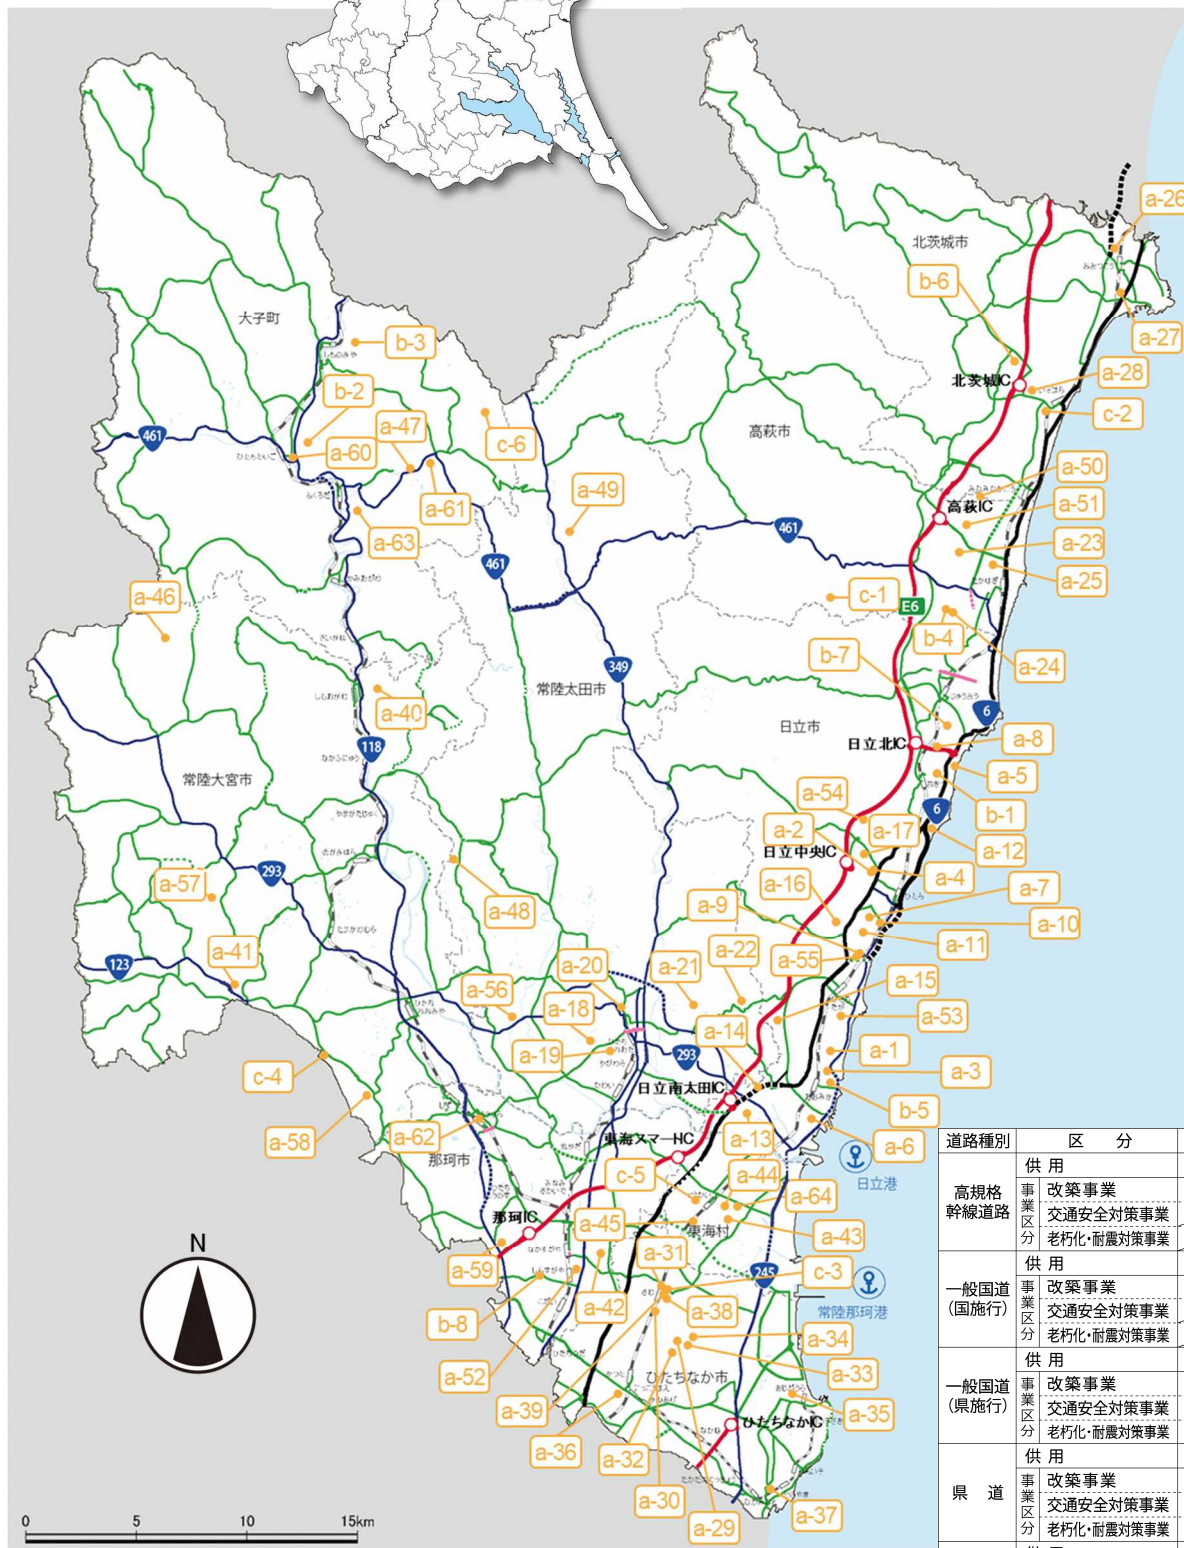 a-26
北茨城市
b-6
大子町
b-3
a-27
北茨城IC
a-28
b-2
c-2
a-47
高萩市
461
a-60
c-6
a-50
a-49
高萩IC
a-51
a-61
461
a-63
a-23
461
a-25
a-46
c-1
E6
b-4
b-7
a-24
349
常陸太田市
a-40
6
日立市
118
日立北IC
a-8
常陸大宮市
a-5
a-54
b-1
6
a-2
a-17
日立中央IC
a-12
293
a-4
a-57
a-16
a-7
a-48
a-9
a-10
a-41
a-11
123
a-20
a-21
a-22
a-55
a-56
a-15
a-18
a-53
a-14
a-19
293
a-1
c-4
日立南太田IC
a-3
b-5
a-58
a-62
東海スマートIC
a-13
a-6
那珂市
c-5
a-44
日立港
a-64
那珂IC
a-45
東海村
a-43
a-31
a-59
c-3
245
a-42
a-38
常陸那珂港
b-8
a-34
a-52
ひたちなか市
a-33
a-39
a-35
ひたちなかIC
a-36
a-32
a-30
a-37
a-29
N
0 5 10 15km
道路種別 区 分
高規格
幹線道路
供 用
事業区分
改築事業
交通安全対策事業
老朽化・耐震対策事業
一般国道
(国施行)
供 用
事業区分
改築事業
交通安全対策事業
老朽化・耐震対策事業
一般国道
(県施行)
供 用
事業区分
改築事業
交通安全対策事業
老朽化・耐震対策事業
県 道
供 用
事業区分
改築事業
交通安全対策事業
老朽化・耐震対策事業